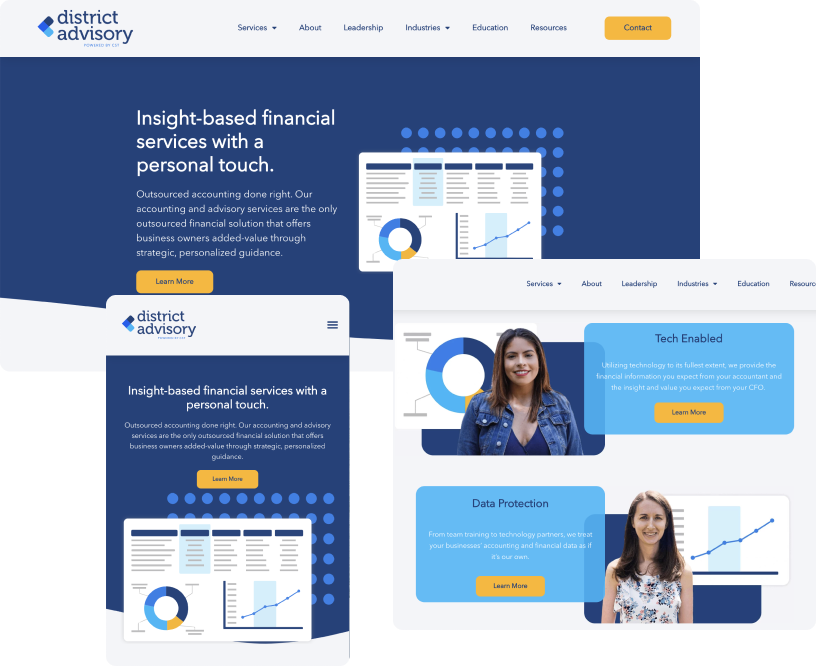 district
advisory
POWERED BY CST
Services
About
Leadership
Industries
Education
Resources
Contact
Insight-based financial
services with a
personal touch.
Outsourced accounting done right. Our
accounting and advisory services are the only
outsourced financial solution that offers
business owners added-value through
strategic, personalized guidance.
Learn More
district
advisory
POWERED BY CST
Insight-based financial services with a
personal touch.
Outsourced accounting done right. Our accounting and advisory
services are the only outsourced financial solution that offers
business owners added-value through strategic, personalized
guidance.
Learn More
Services
About
Leadership
Industries
Education
Resourc
Tech Enabled
Utilizing technology to its fullest extent, we provide the
financial information you expect from your accountant and
the insight and value you expect from your CFO.
Learn More
Data Protection
From team training to technology partners, we treat
your businesses' accounting and financial data as if
it's our own.
Learn More